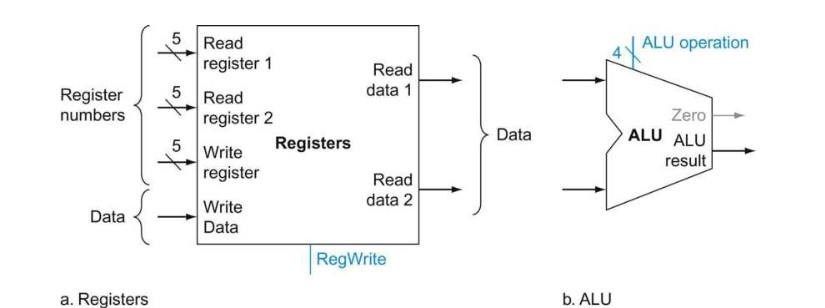 5
Read
register 1
5
Read
register 2
5
Write
register
Write
Data
Register
numbers
Data
Registers
Read
data 1
Read
data 2
Data
RegWrite
a. Registers
4
ALU operation
Zero
ALU
ALU
result
b. ALU